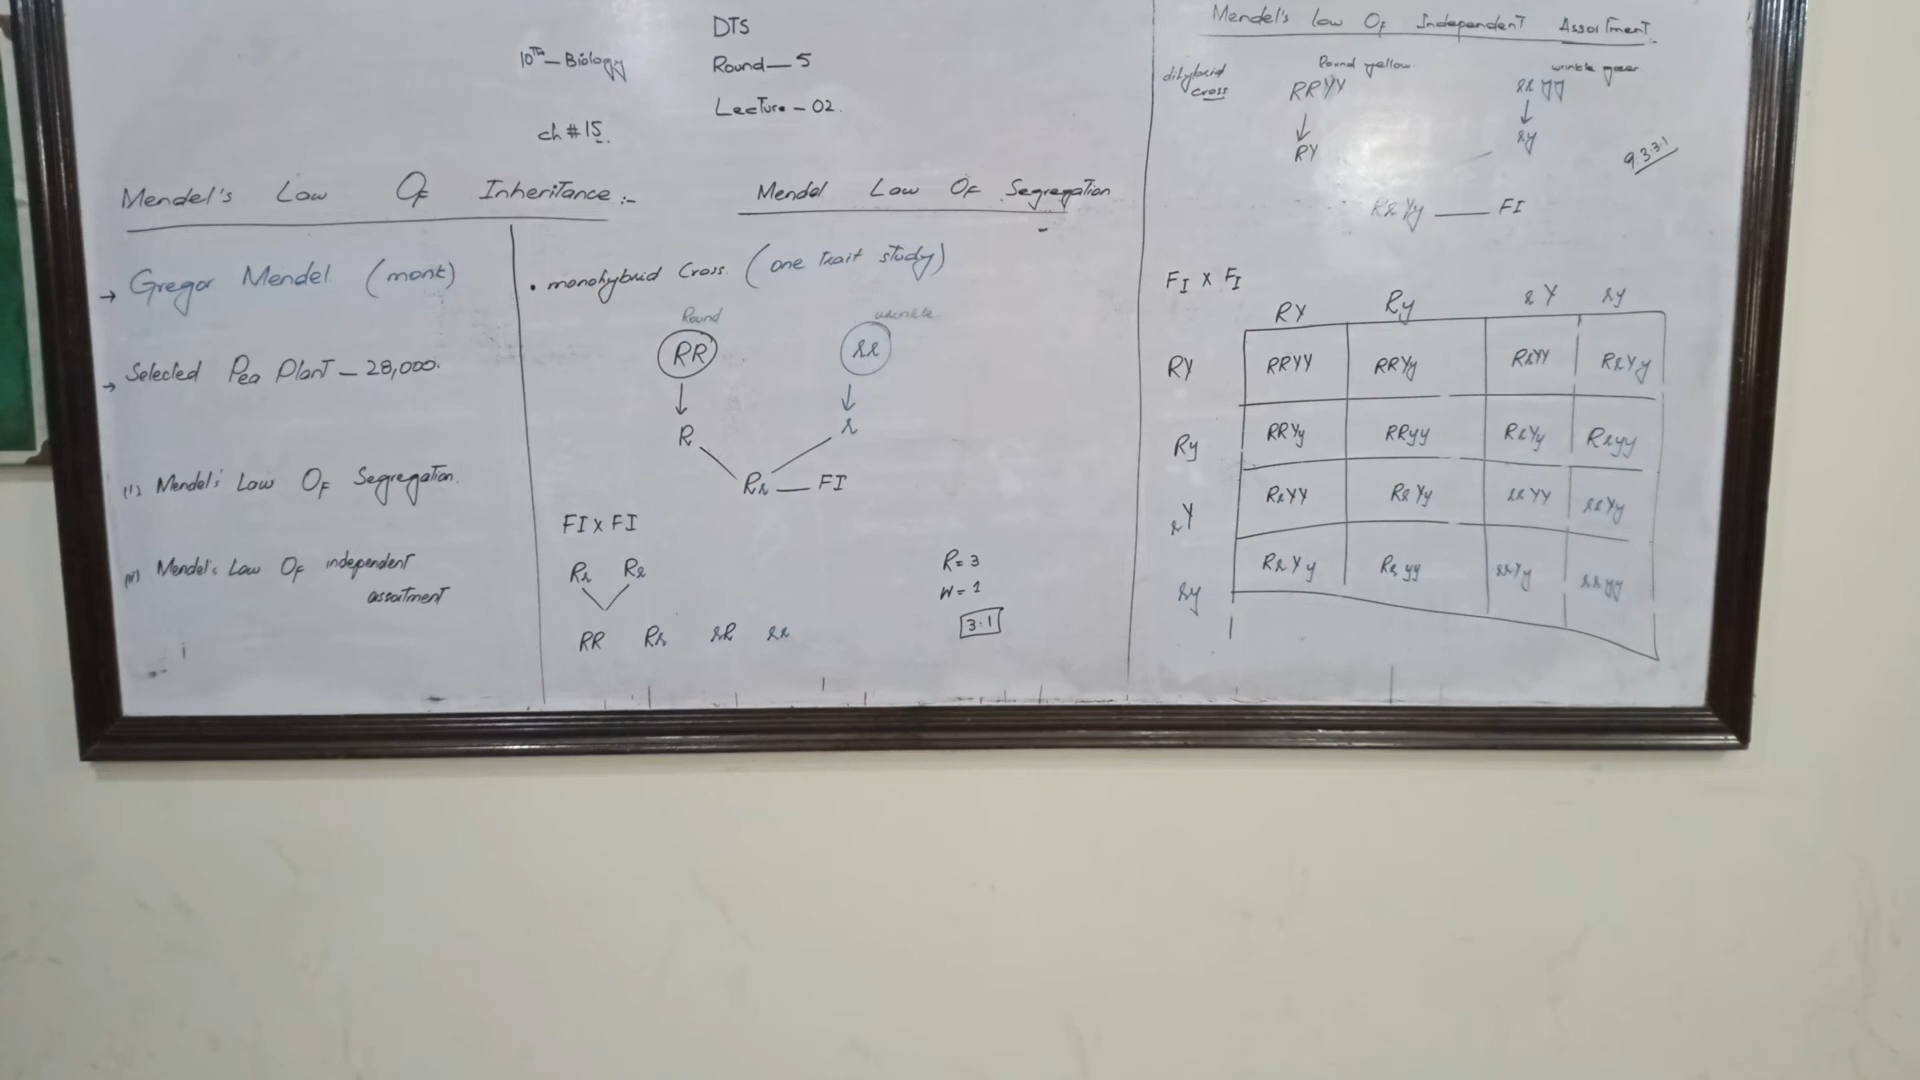 DTS
10Th — Biology
Round — 5
Lecture - 02.
ch # 15.
Mendel's Law Of Inheritance :-
→ Gregor Mendel (monk)
→ Selected Pea Plant - 28,000.
(i) Mendel's Law Of Segregation.
(ii) Mendel's Law Of independent
assortment
Mendel Law Of Segregation
• monohybrid Cross. (one trait study)
Round wrinkle
RR rr
R r
Rr — FI
FI x FI
Rr Rr
RR Rr rR rr
R = 3
W = 1
3:1
Mendel's law Of Independent Assortment
dihybrid
cross
Round yellow wrinkle green
RRYY rryy
RY ry
9:3:3:1
RrYy — FI
FI x FI
RY Ry rY ry
RY RRYY RRYy RrYY RrYy
Ry RRYy RRyy RrYy Rryy
rY RrYY RrYy rrYY rrYy
ry RrYy Rryy rrYy rryy